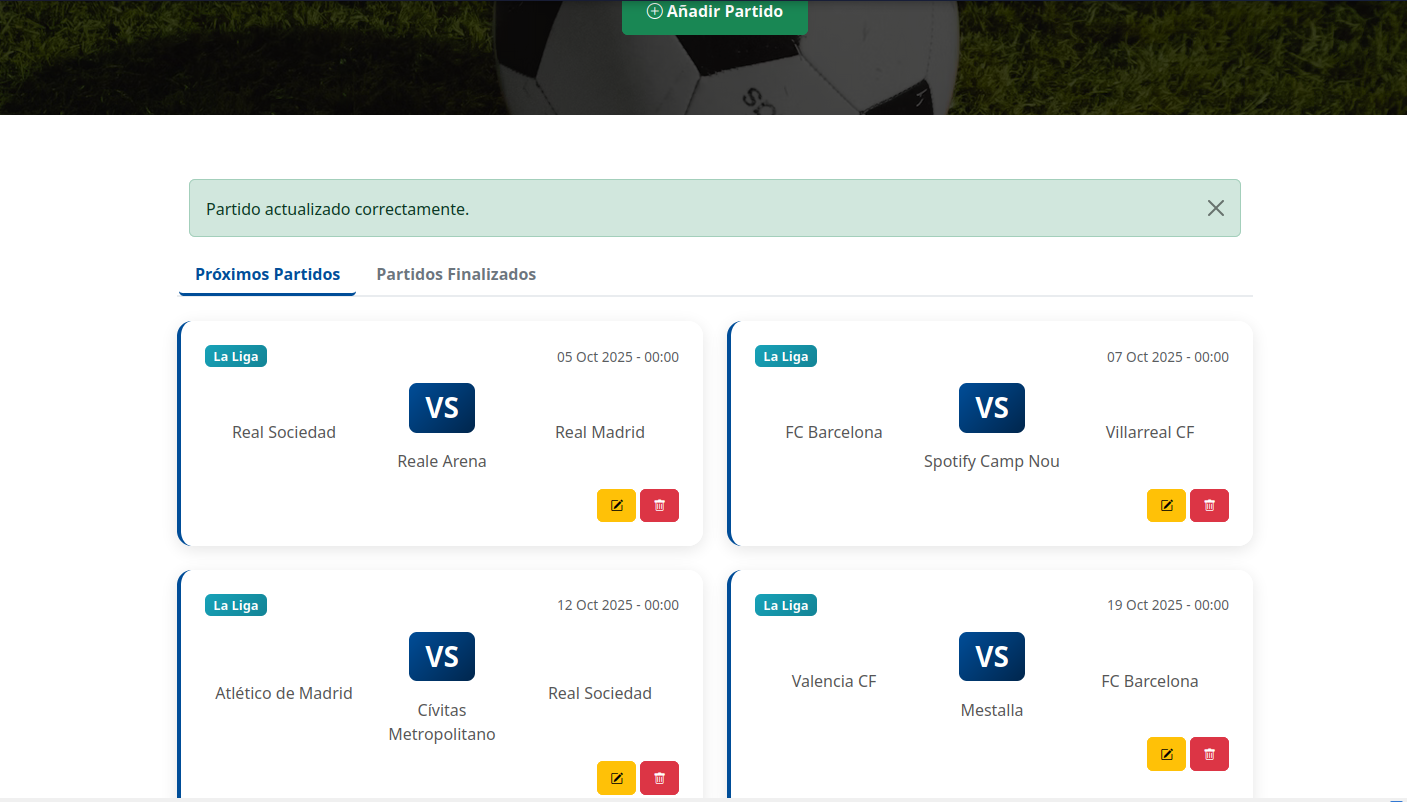 Añadir Partido
Partido actualizado correctamente.
Próximos Partidos Partidos Finalizados
La Liga 05 Oct 2025 - 00:00
VS
Real Sociedad Real Madrid
Reale Arena
La Liga 07 Oct 2025 - 00:00
VS
FC Barcelona Villarreal CF
Spotify Camp Nou
La Liga 12 Oct 2025 - 00:00
VS
Atlético de Madrid Real Sociedad
Cívitas
Metropolitano
La Liga 19 Oct 2025 - 00:00
VS
Valencia CF FC Barcelona
Mestalla